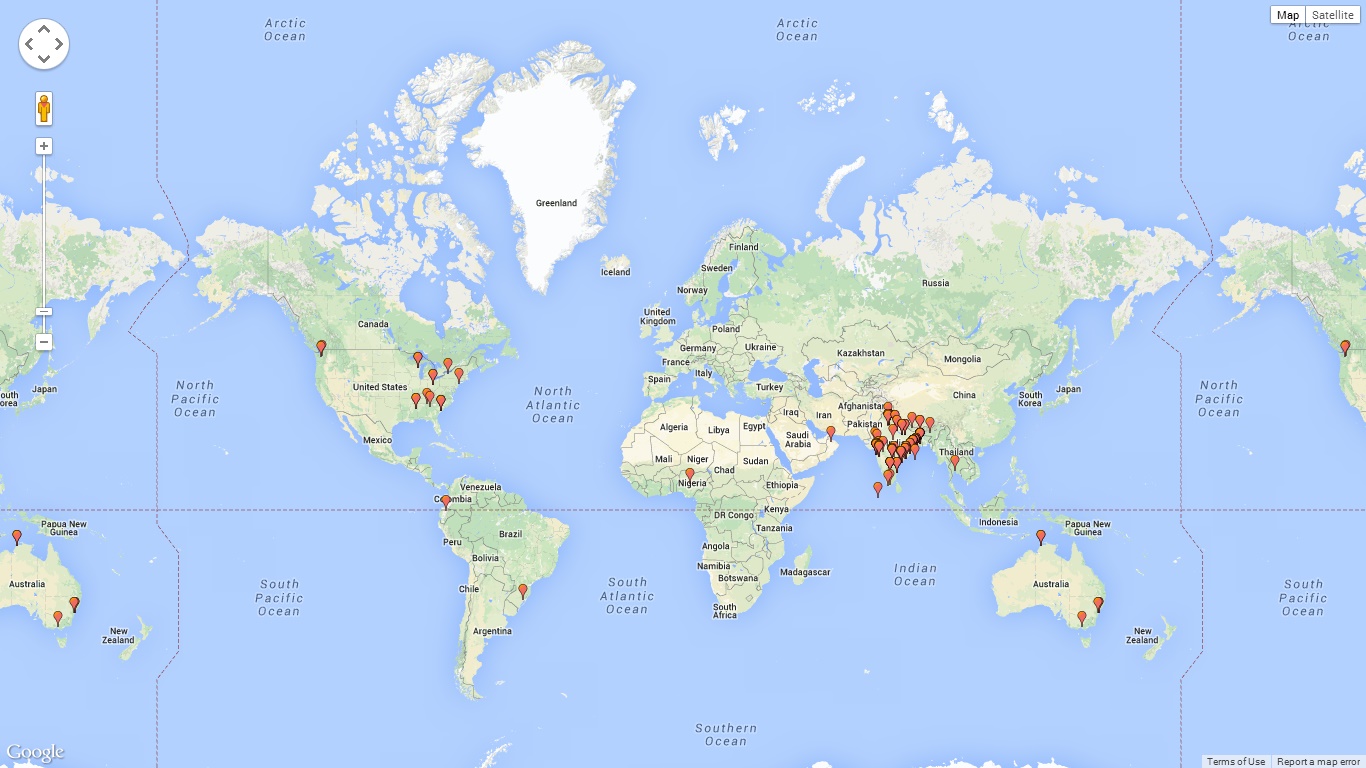 Arctic
Ocean
Arctic
Ocean
Map
Satellite
Arctic
Ocean
Greenland
Iceland
Finland
Sweden
Norway
Russia
United
Kingdom
Poland
Germany
Ukraine
France
Italy
Spain
Turkey
Kazakhstan
Mongolia
China
South
Korea
Japan
Canada
United States
Mexico
North
Pacific
Ocean
North
Atlantic
Ocean
North
Pacific
Ocean
Japan
South
Korea
Afghanistan
Pakistan
Iraq
Iran
Saudi
Arabia
Algeria
Libya
Egypt
Mali
Niger
Chad
Sudan
Nigeria
Ethiopia
Thailand
Venezuela
Colombia
DR Congo
Kenya
Tanzania
Indonesia
Papua New
Guinea
Papua New
Guinea
Brazil
Peru
Bolivia
Angola
Namibia
Botswana
Madagascar
Chile
South
Africa
Argentina
South
Pacific
Ocean
South
Atlantic
Ocean
Indian
Ocean
South
Pacific
Ocean
Australia
Australia
New
Zealand
New
Zealand
Southern
Ocean
Google
Terms of Use
Report a map error